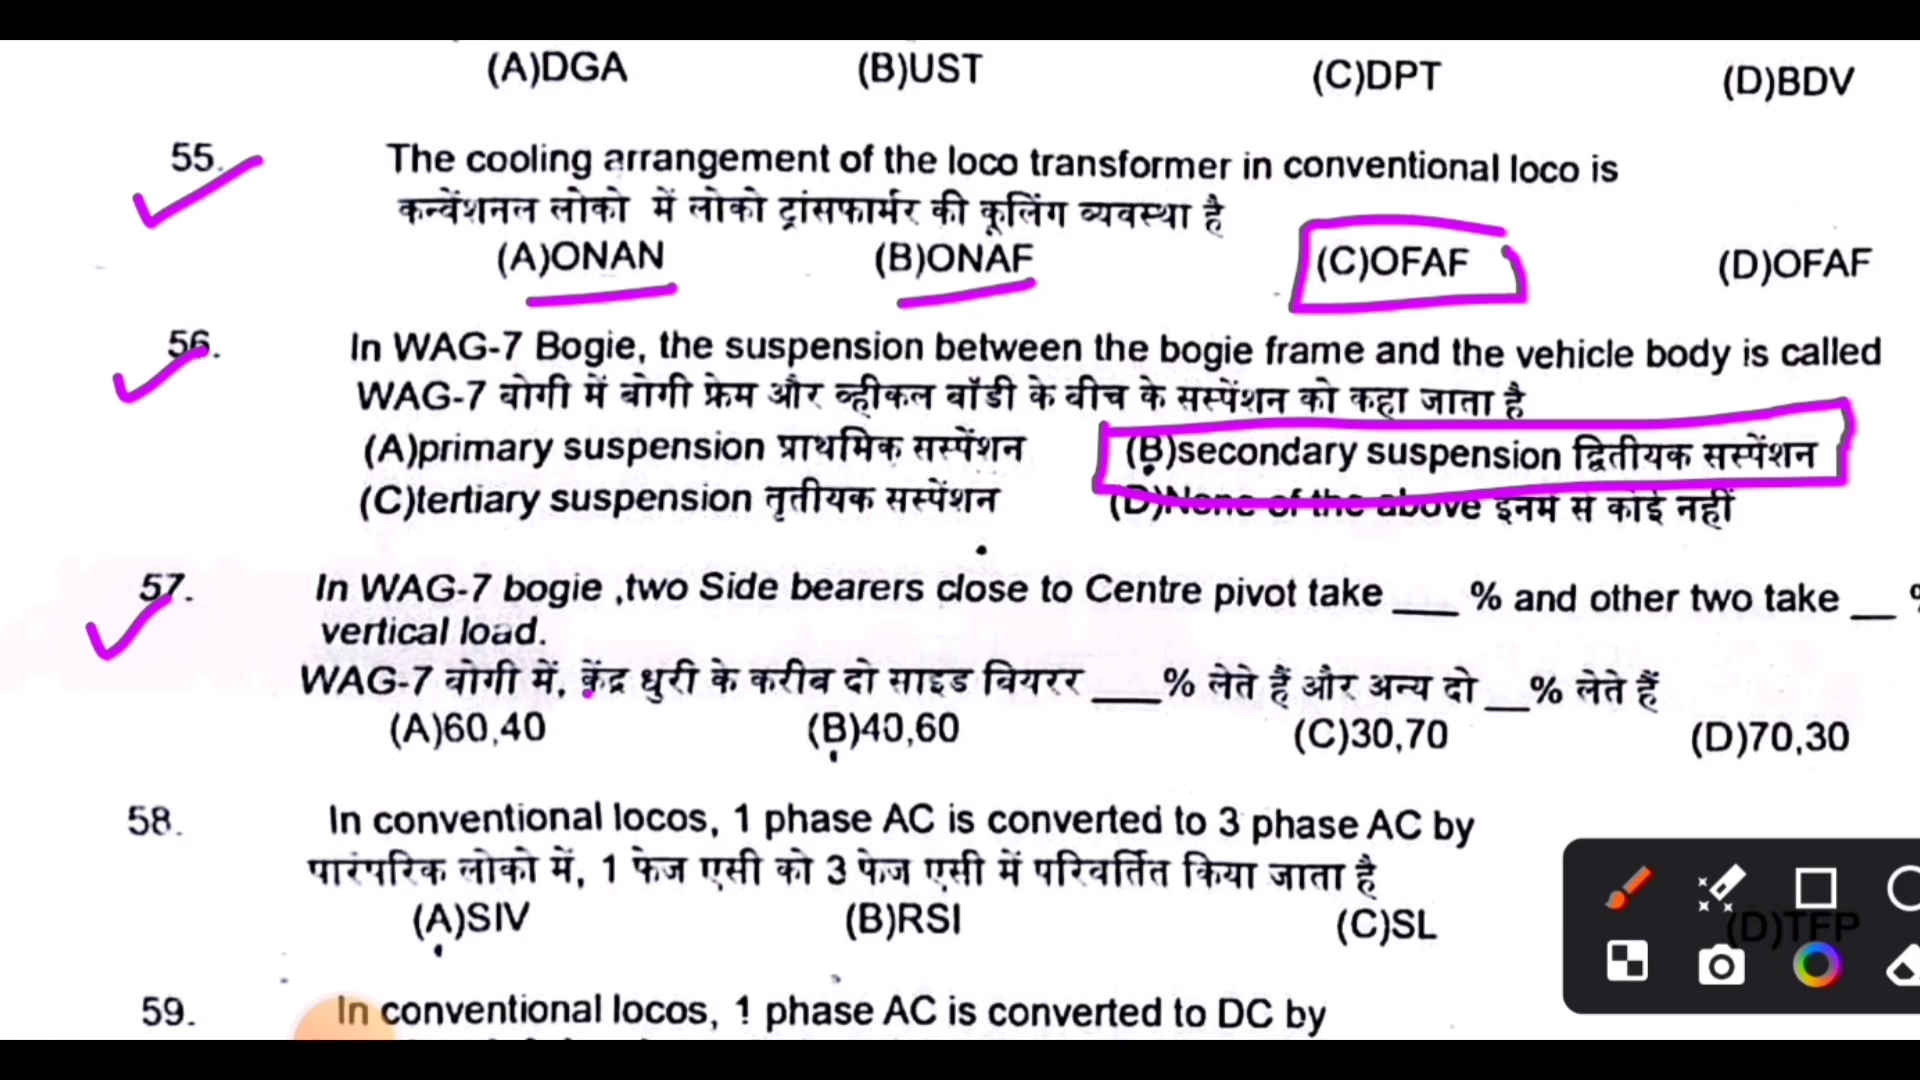 (A)DGA (B)UST (C)DPT (D)BDV
55. The cooling arrangement of the loco transformer in conventional loco is
कन्वेंशनल लोको में लोको ट्रांसफार्मर की कूलिंग व्यवस्था है
(A)ONAN (B)ONAF (C)OFAF (D)OFAF
56. In WAG-7 Bogie, the suspension between the bogie frame and the vehicle body is called
WAG-7 बोगी में बोगी फ्रेम और व्हीकल बॉडी के बीच के सस्पेंशन को कहा जाता है
(A)primary suspension प्राथमिक सस्पेंशन (B)secondary suspension द्वितीयक सस्पेंशन
(C)tertiary suspension तृतीयक सस्पेंशन (D)None of the above इनमे से कोई नहीं
57. In WAG-7 bogie ,two Side bearers close to Centre pivot take ___ % and other two take __ %
vertical load.
WAG-7 बोगी में, केंद्र धुरी के करीब दो साइड बियरर ___% लेते हैं और अन्य दो __% लेते हैं
(A)60,40 (B)40,60 (C)30,70 (D)70,30
58. In conventional locos, 1 phase AC is converted to 3 phase AC by
पारंपरिक लोको में, 1 फेज एसी को 3 फेज एसी में परिवर्तित किया जाता है
(A)SIV (B)RSI (C)SL (D)TFP
59. In conventional locos, 1 phase AC is converted to DC by